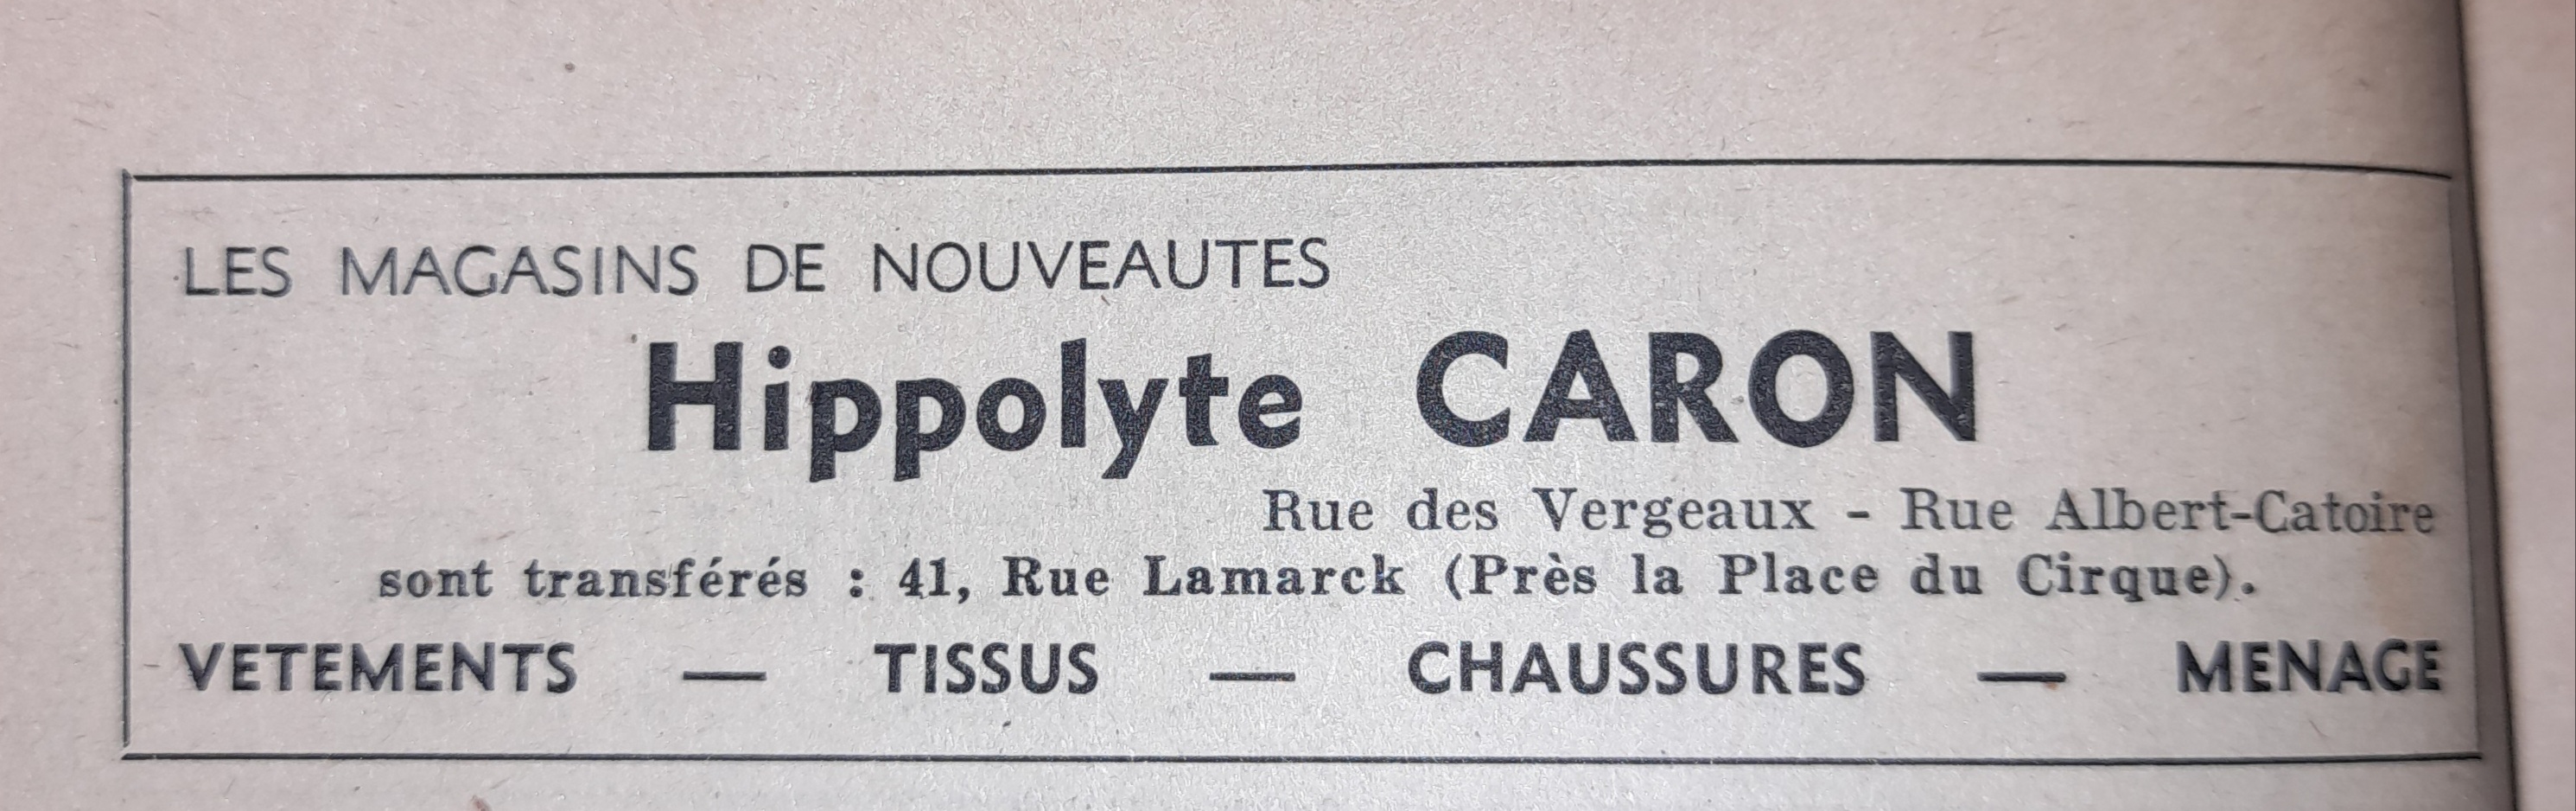 LES MAGASINS DE NOUVEAUTES
Hippolyte CARON
Rue des Vergeaux - Rue Albert-Catoire
sont transférés : 41, Rue Lamarck (Près la Place du Cirque).
VETEMENTS — TISSUS — CHAUSSURES — MENAGE